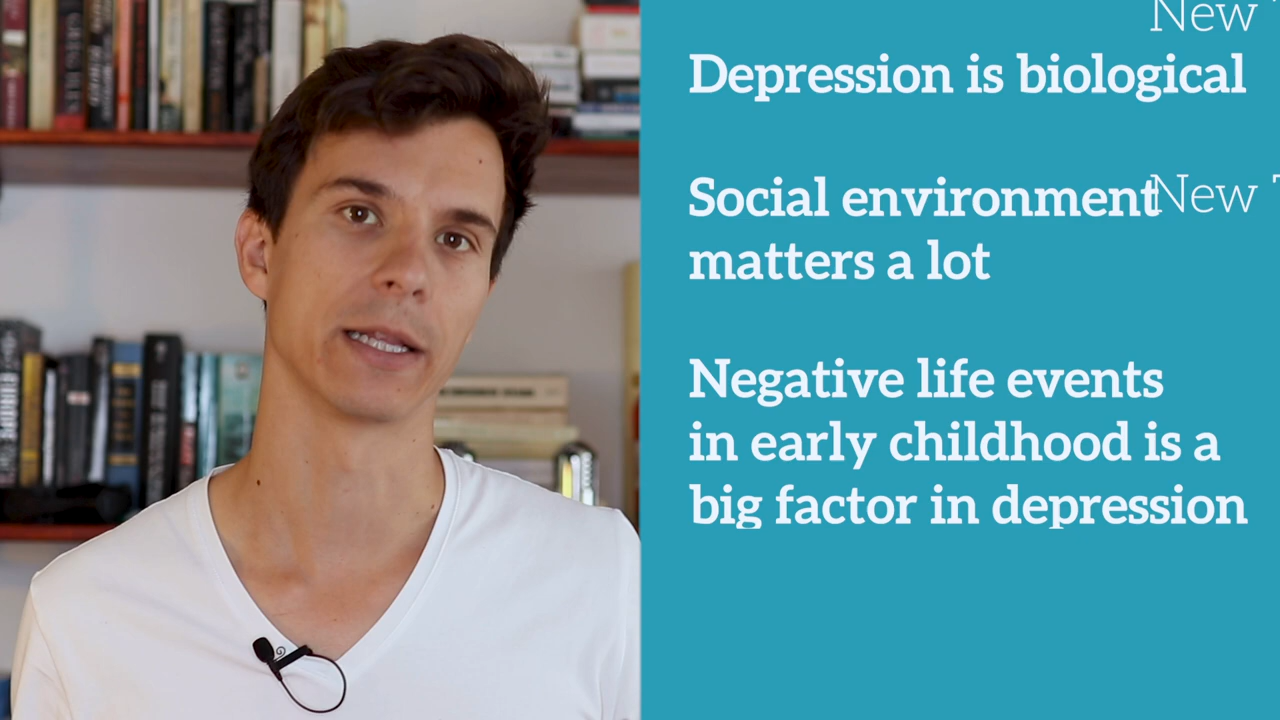 New
Depression is biological
Social environment
New
matters a lot
Negative life events
in early childhood is a
big factor in depression